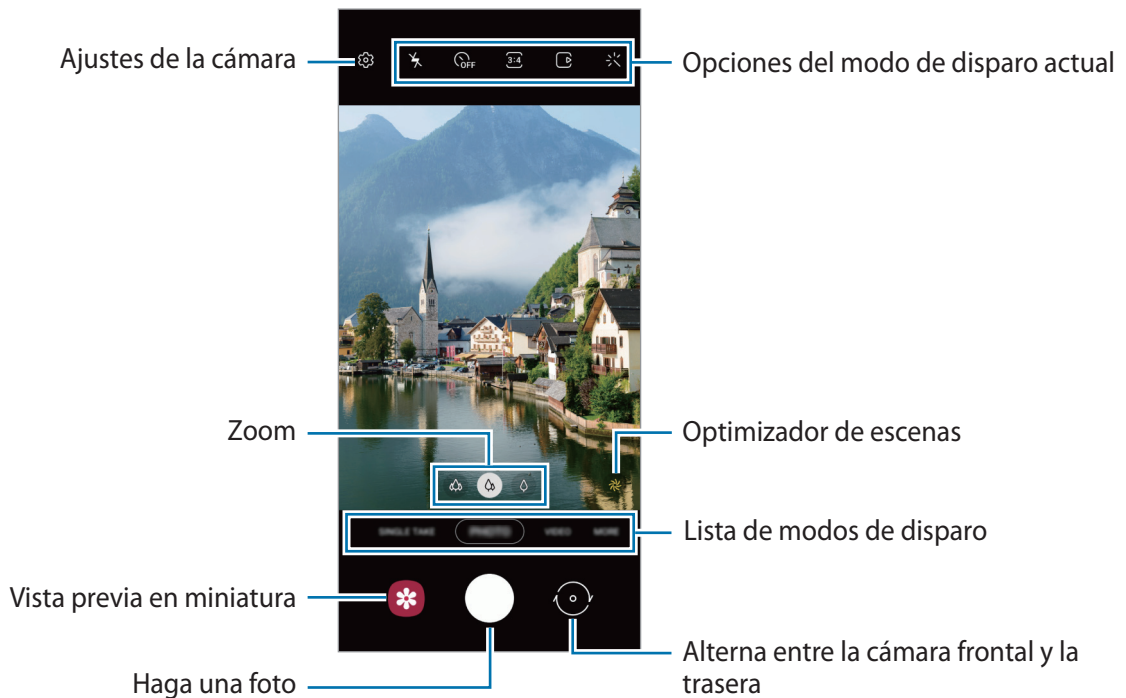 Ajustes de la cámara
OFF
3:4
Opciones del modo de disparo actual
Zoom
Optimizador de escenas
SINGLE TAKE PHOTO VIDEO MORE
Lista de modos de disparo
Vista previa en miniatura
Haga una foto
Alterna entre la cámara frontal y la
trasera